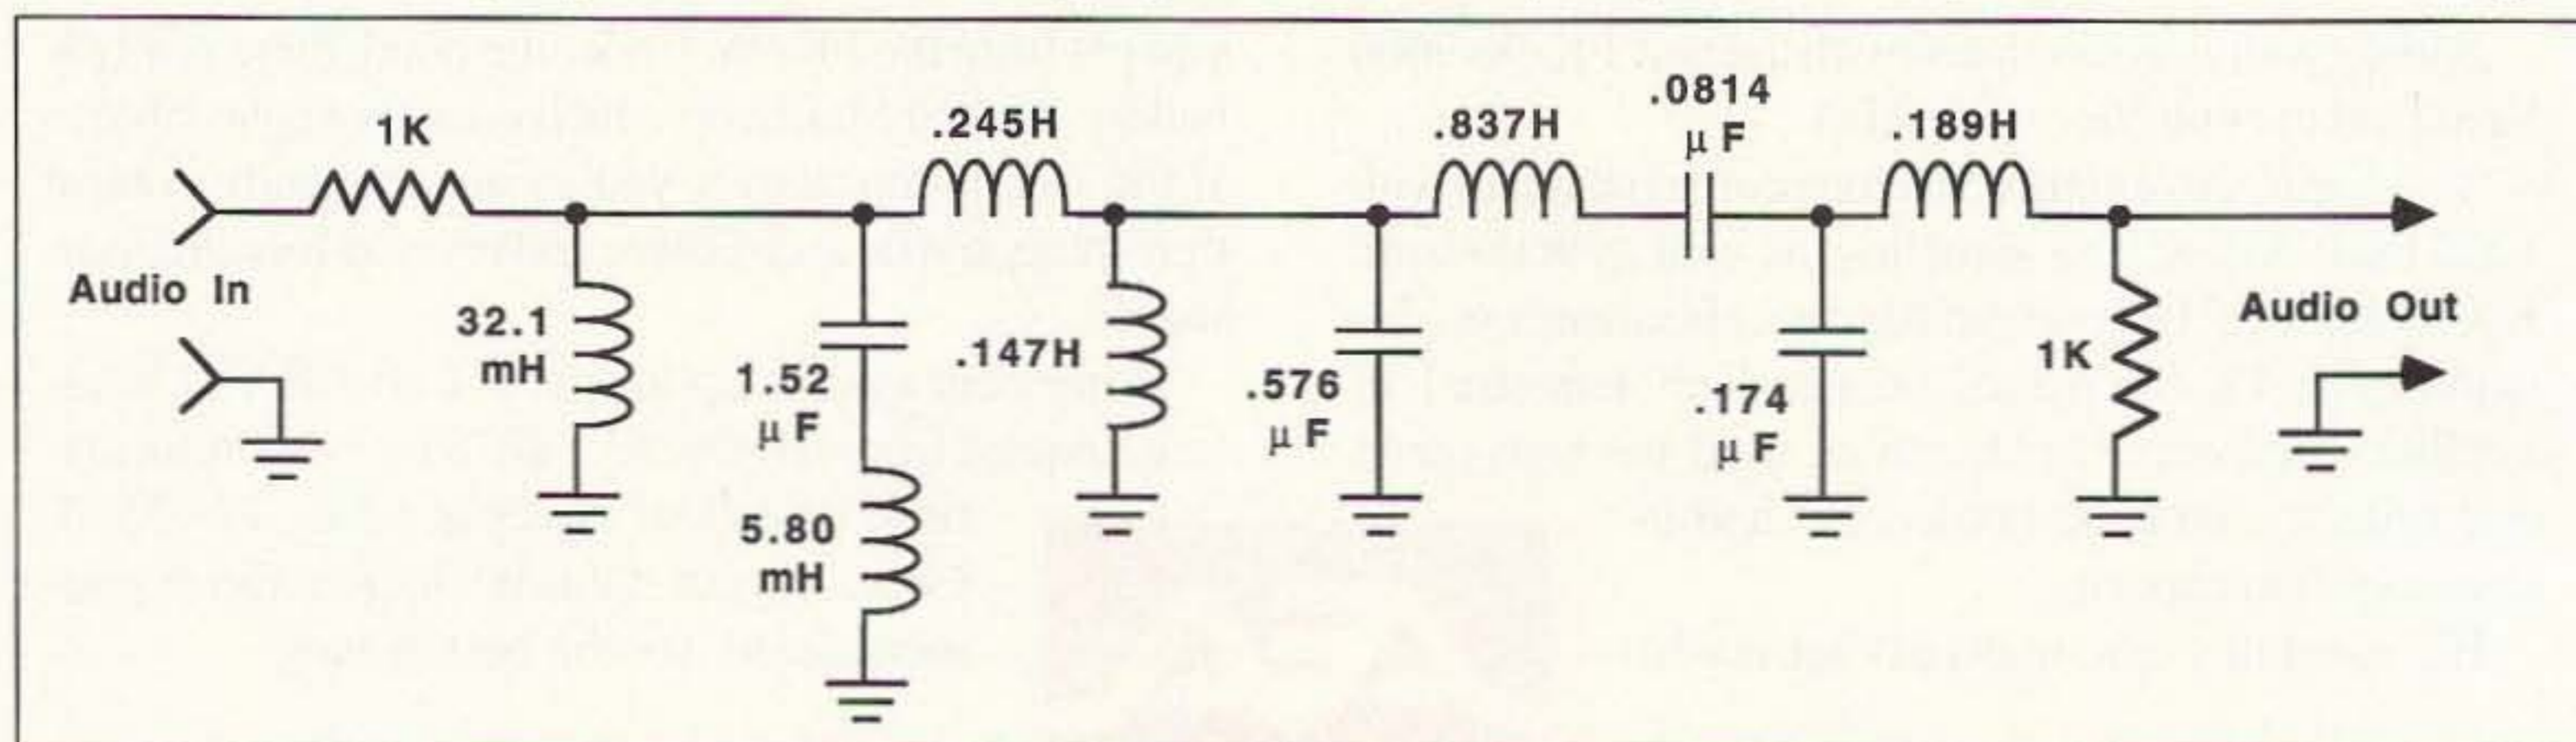 1K
Audio In
32.1
mH
1.52
μF
5.80
mH
.245H
.147H
.576
μF
.837H
.0814
μF
.174
μF
.189H
1K
Audio Out